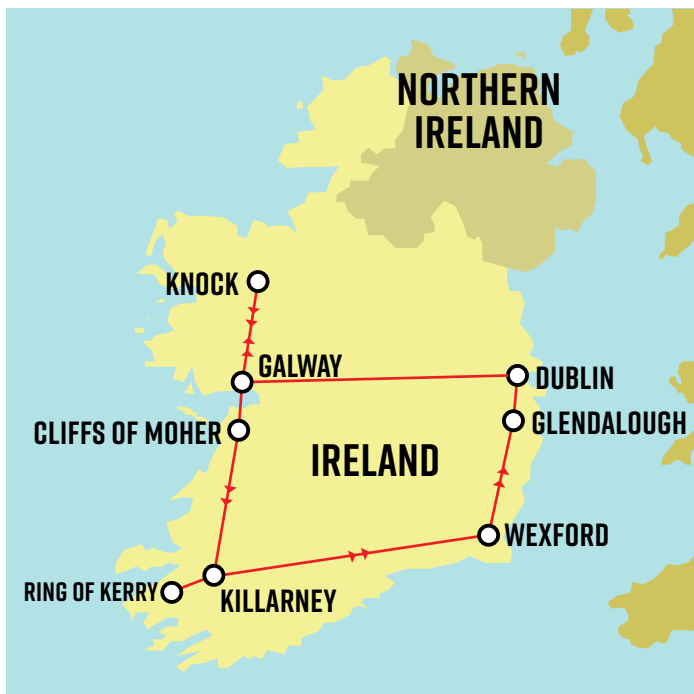 NORTHERN
IRELAND
KNOCK
GALWAY
DUBLIN
GLENDALOUGH
CLIFFS OF MOHER
IRELAND
WEXFORD
RING OF KERRY
KILLARNEY